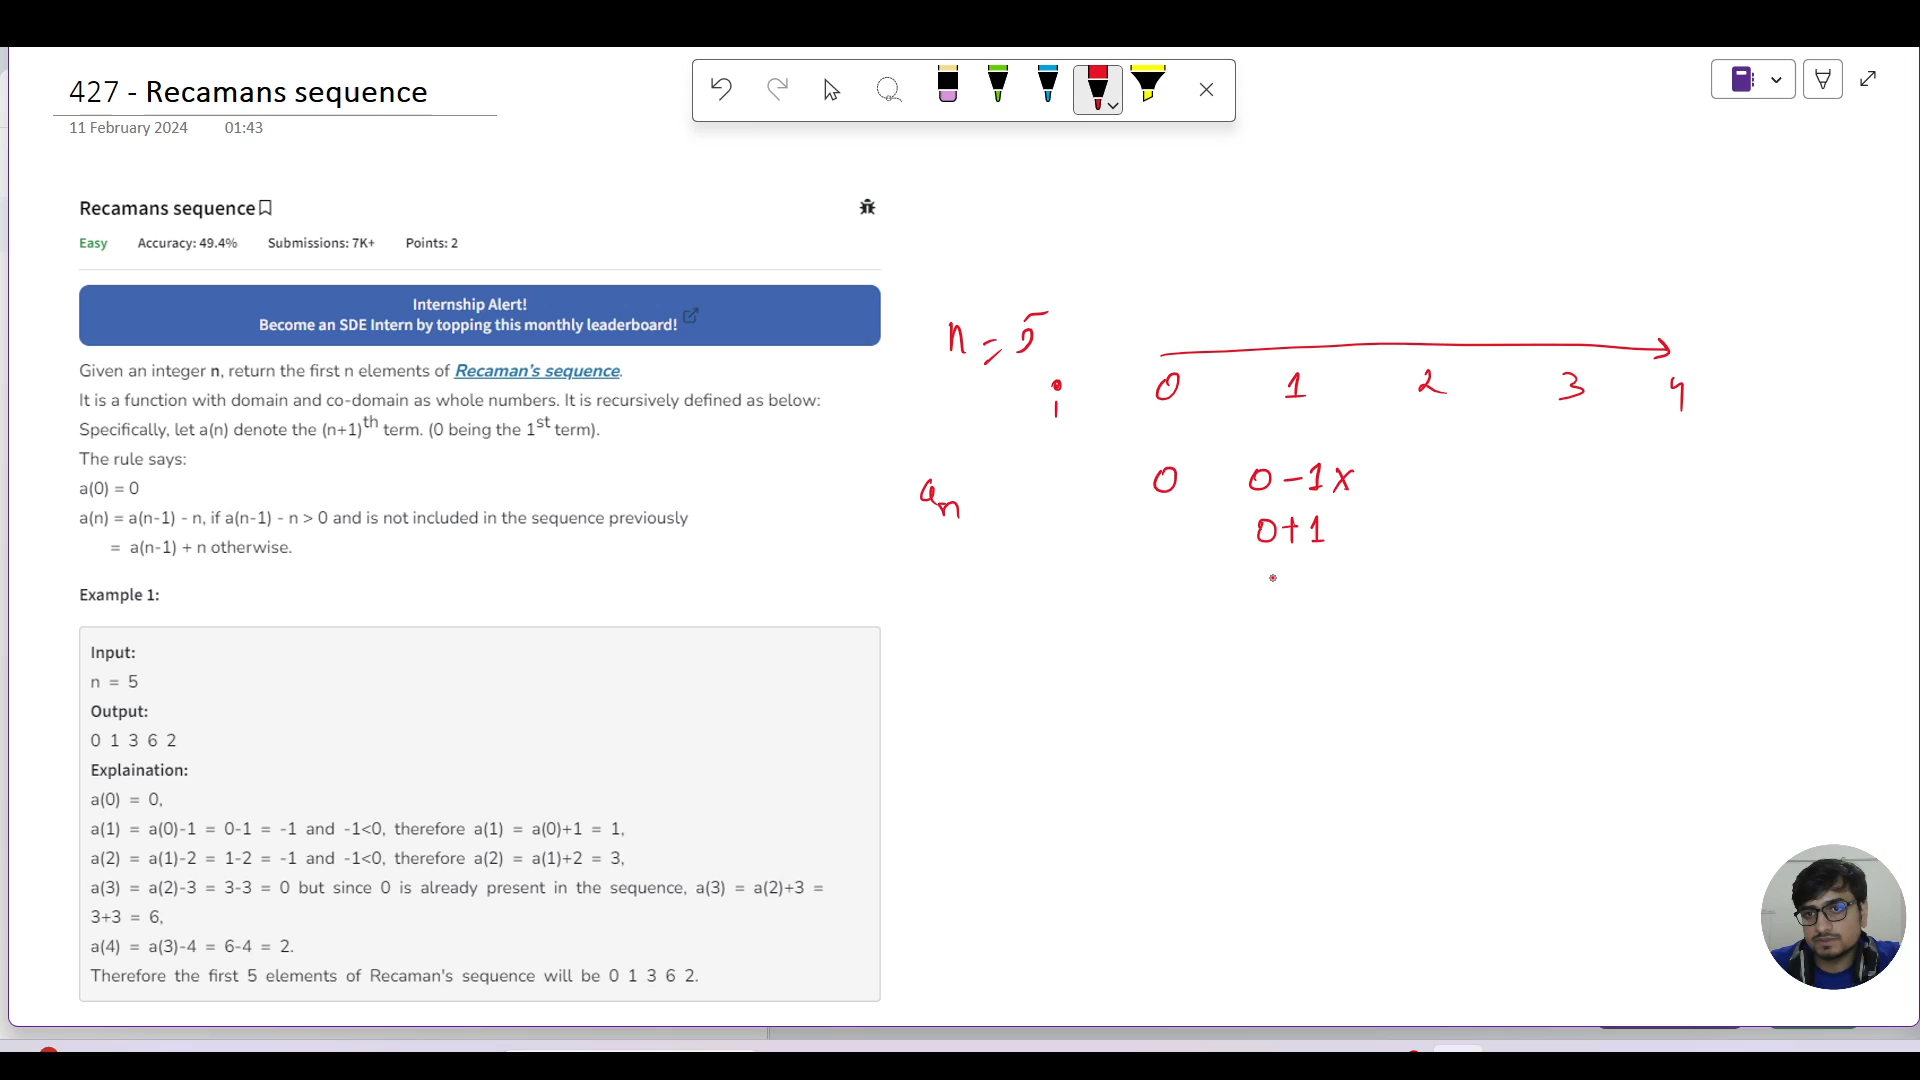 427 - Recamans sequence
11 February 2024 01:43
Recamans sequence
Easy Accuracy: 49.4% Submissions: 7K+ Points: 2
Internship Alert!
Become an SDE Intern by topping this monthly leaderboard!
Given an integer n, return the first n elements of Recaman's sequence.
It is a function with domain and co-domain as whole numbers. It is recursively defined as below:
Specifically, let a(n) denote the (n+1)th term. (0 being the 1st term).
The rule says:
a(0) = 0
a(n) = a(n-1) - n, if a(n-1) - n > 0 and is not included in the sequence previously
= a(n-1) + n otherwise.
Example 1:
Input:
n = 5
Output:
0 1 3 6 2
Explaination:
a(0) = 0,
a(1) = a(0)-1 = 0-1 = -1 and -1<0, therefore a(1) = a(0)+1 = 1,
a(2) = a(1)-2 = 1-2 = -1 and -1<0, therefore a(2) = a(1)+2 = 3,
a(3) = a(2)-3 = 3-3 = 0 but since 0 is already present in the sequence, a(3) = a(2)+3 =
3+3 = 6,
a(4) = a(3)-4 = 6-4 = 2.
Therefore the first 5 elements of Recaman's sequence will be 0 1 3 6 2.
n = 5
i 0 1 2 3 4
an 0 0-1 x
0+1